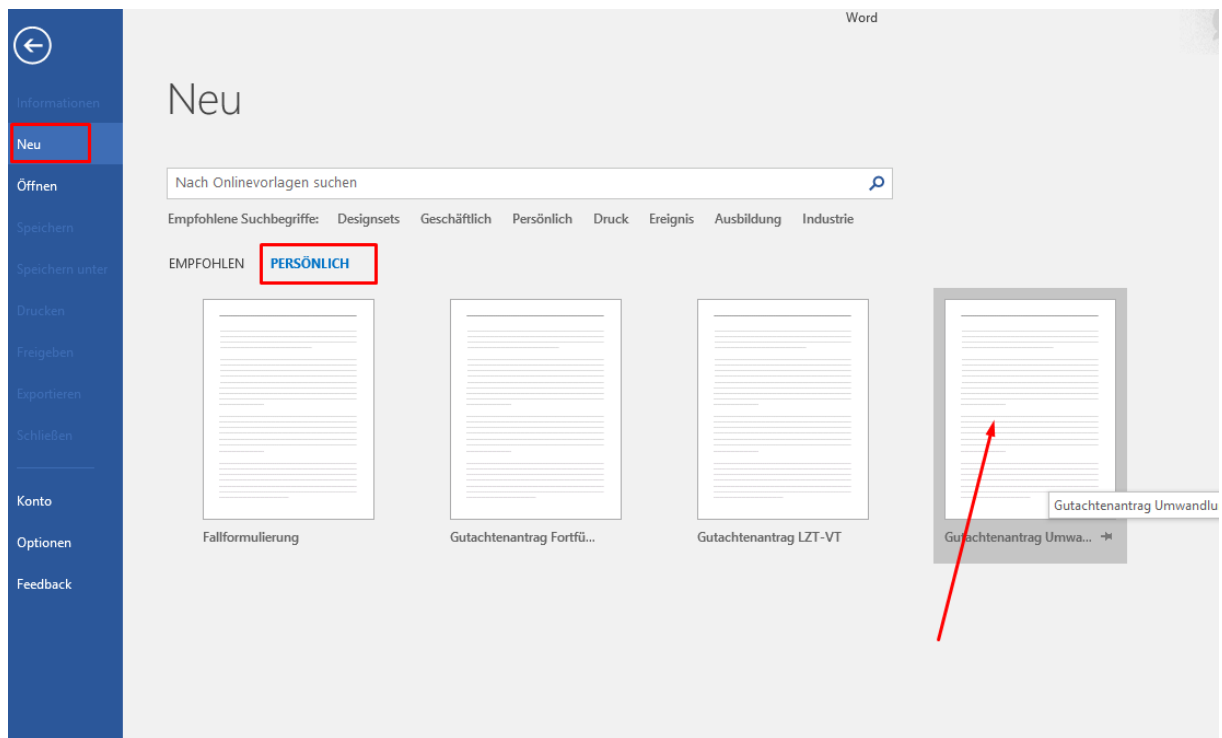 Word
Informationen
Neu
Öffnen
Speichern
Speichern unter
Drucken
Freigeben
Exportieren
Schließen
Konto
Optionen
Feedback
Neu
Nach Onlinevorlagen suchen
Empfohlene Suchbegriffe: Designsets Geschäftlich Persönlich Druck Ereignis Ausbildung Industrie
EMPFOHLEN PERSÖNLICH
Gutachtenantrag Umwandlu
Fallformulierung Gutachtenantrag Fortfü... Gutachtenantrag LZT-VT Gutachtenantrag Umwa...